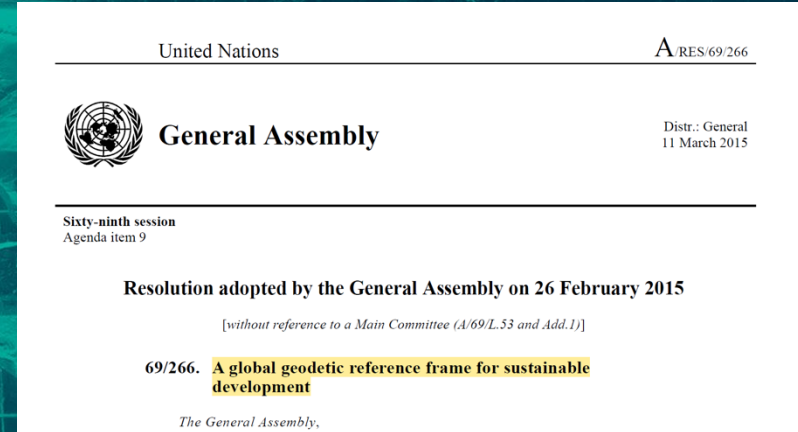 United Nations A/RES/69/266
General Assembly
Distr.: General
11 March 2015
Sixty-ninth session
Agenda item 9
Resolution adopted by the General Assembly on 26 February 2015
[without reference to a Main Committee (A/69/L.53 and Add.1)]
69/266. A global geodetic reference frame for sustainable
development
The General Assembly,